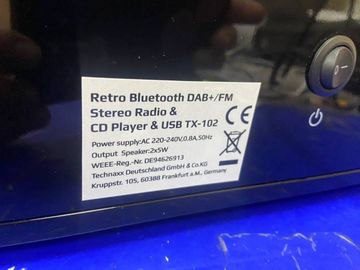 Retro Bluetooth DAB+/FM
Stereo Radio &
CD Player & USB TX-102
Power supply:AC 220-240V,0.8A,50Hz
Output Speaker:2x5W
WEEE-Reg.-Nr. DE94626913
Technaxx Deutschland GmbH & Co.KG
Kruppstr. 105, 60388 Frankfurt a.M., Germany
CE